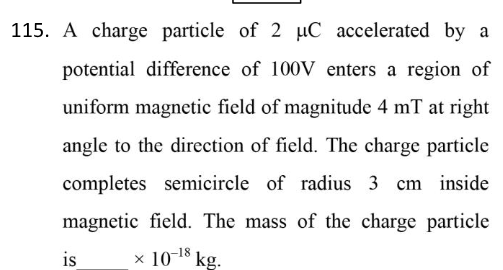 115. A charge particle of 2 μC accelerated by a
potential difference of 100V enters a region of
uniform magnetic field of magnitude 4 mT at right
angle to the direction of field. The charge particle
completes semicircle of radius 3 cm inside
magnetic field. The mass of the charge particle
is______ × 10⁻¹⁸ kg.